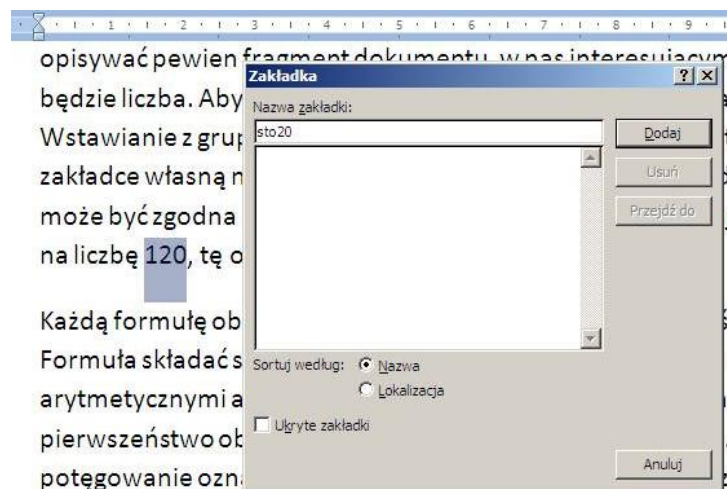 1 2 3 4 5 6 7 8 9
opisywać pewien fragment dokumentu, w nas interesującym
Zakładka
będzie liczba. Aby
Nazwa zakładki:
sto20
Dodaj
Wstawianie z grup
zakładce własną n
Usuń
może być zgodna
Przejdź do
na liczbę 120, tę o
Każdą formułę ob
Formuła składać s
Sortuj według: Nazwa
Lokalizacja
arytmetycznymi a
Ukryte zakładki
pierwszeństwo ob
Anuluj
potęgowanie ozn